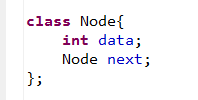 class Node{
    int data;
    Node next;
};